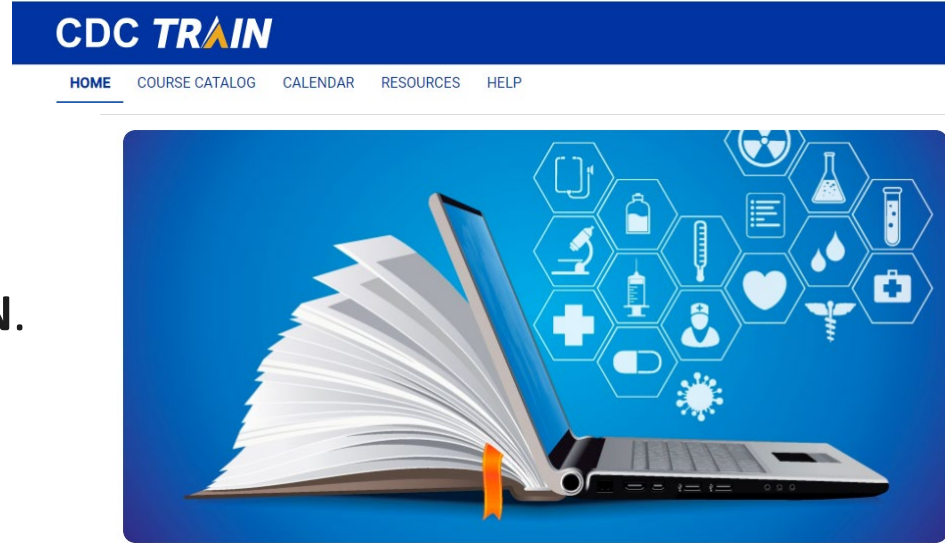 CDC TRAIN
HOME COURSE CATALOG CALENDAR RESOURCES HELP
N.